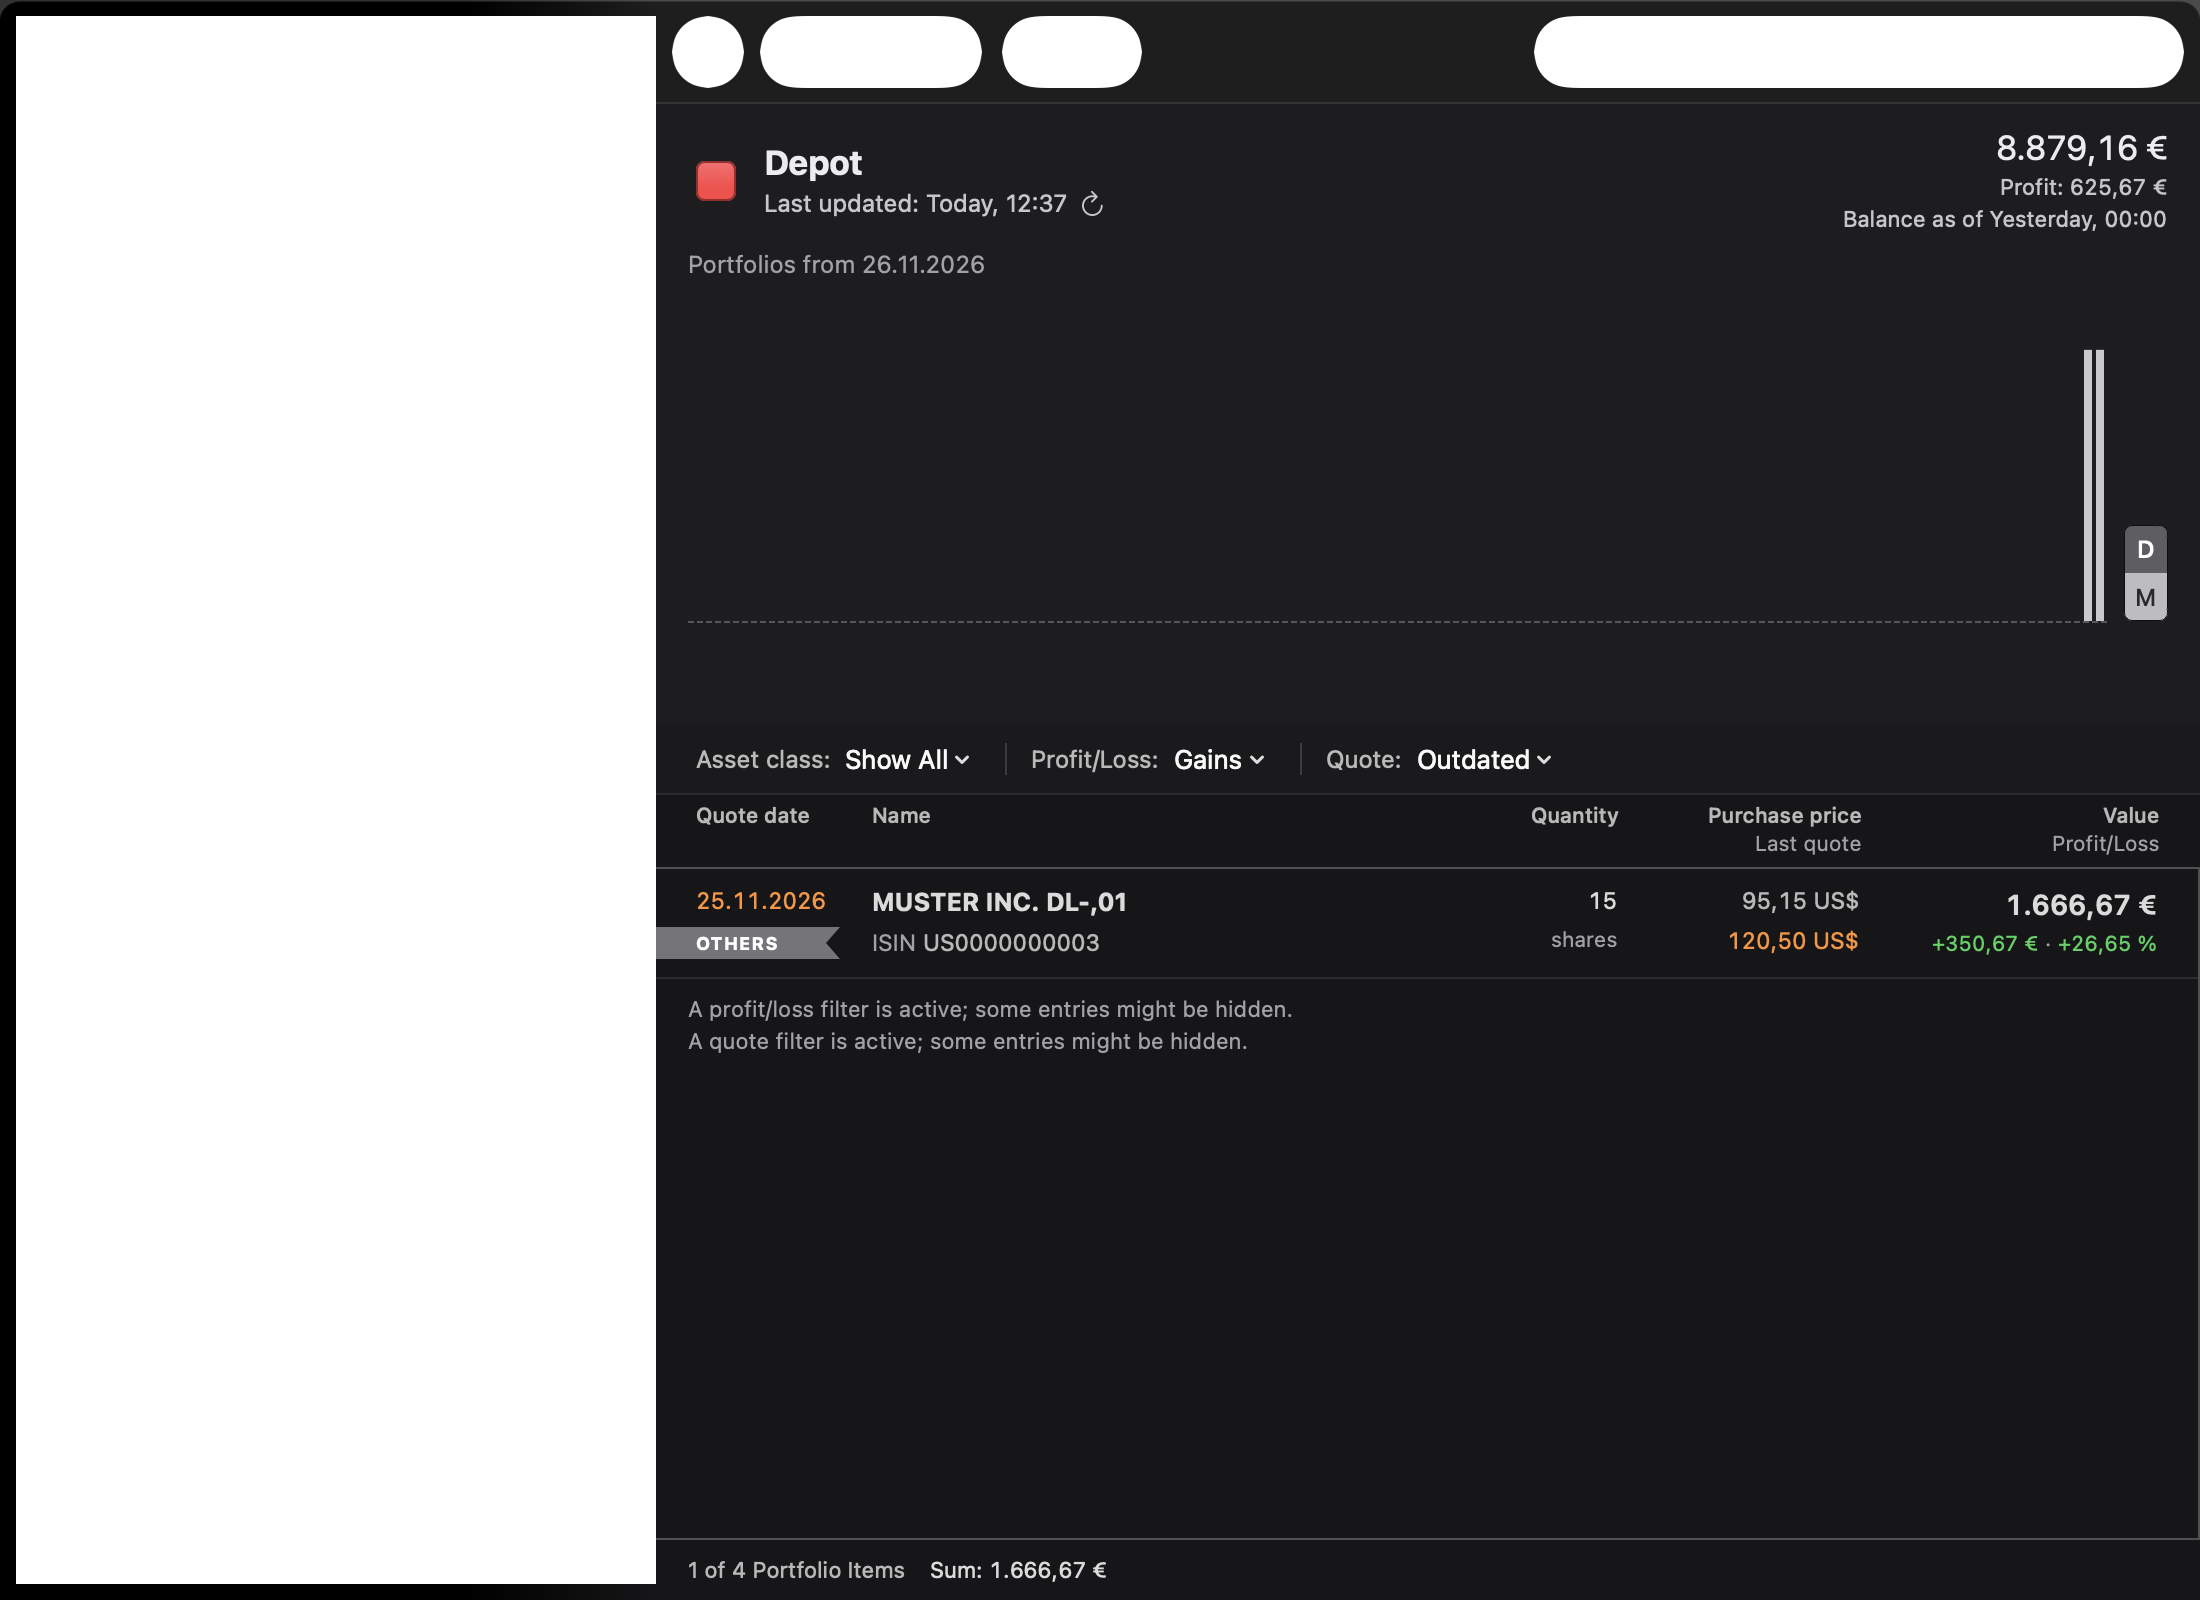 Depot
Last updated: Today, 12:37
8.879,16 €
Profit: 625,67 €
Balance as of Yesterday, 00:00
Portfolios from 26.11.2026
D
M
Asset class: Show All Profit/Loss: Gains Quote: Outdated
Quote date Name Quantity Purchase price Value
Last quote Profit/Loss
25.11.2026 MUSTER INC. DL-,01 15 95,15 US$ 1.666,67 €
OTHERS ISIN US0000000003 shares 120,50 US$ +350,67 € · +26,65 %
A profit/loss filter is active; some entries might be hidden.
A quote filter is active; some entries might be hidden.
1 of 4 Portfolio Items Sum: 1.666,67 €